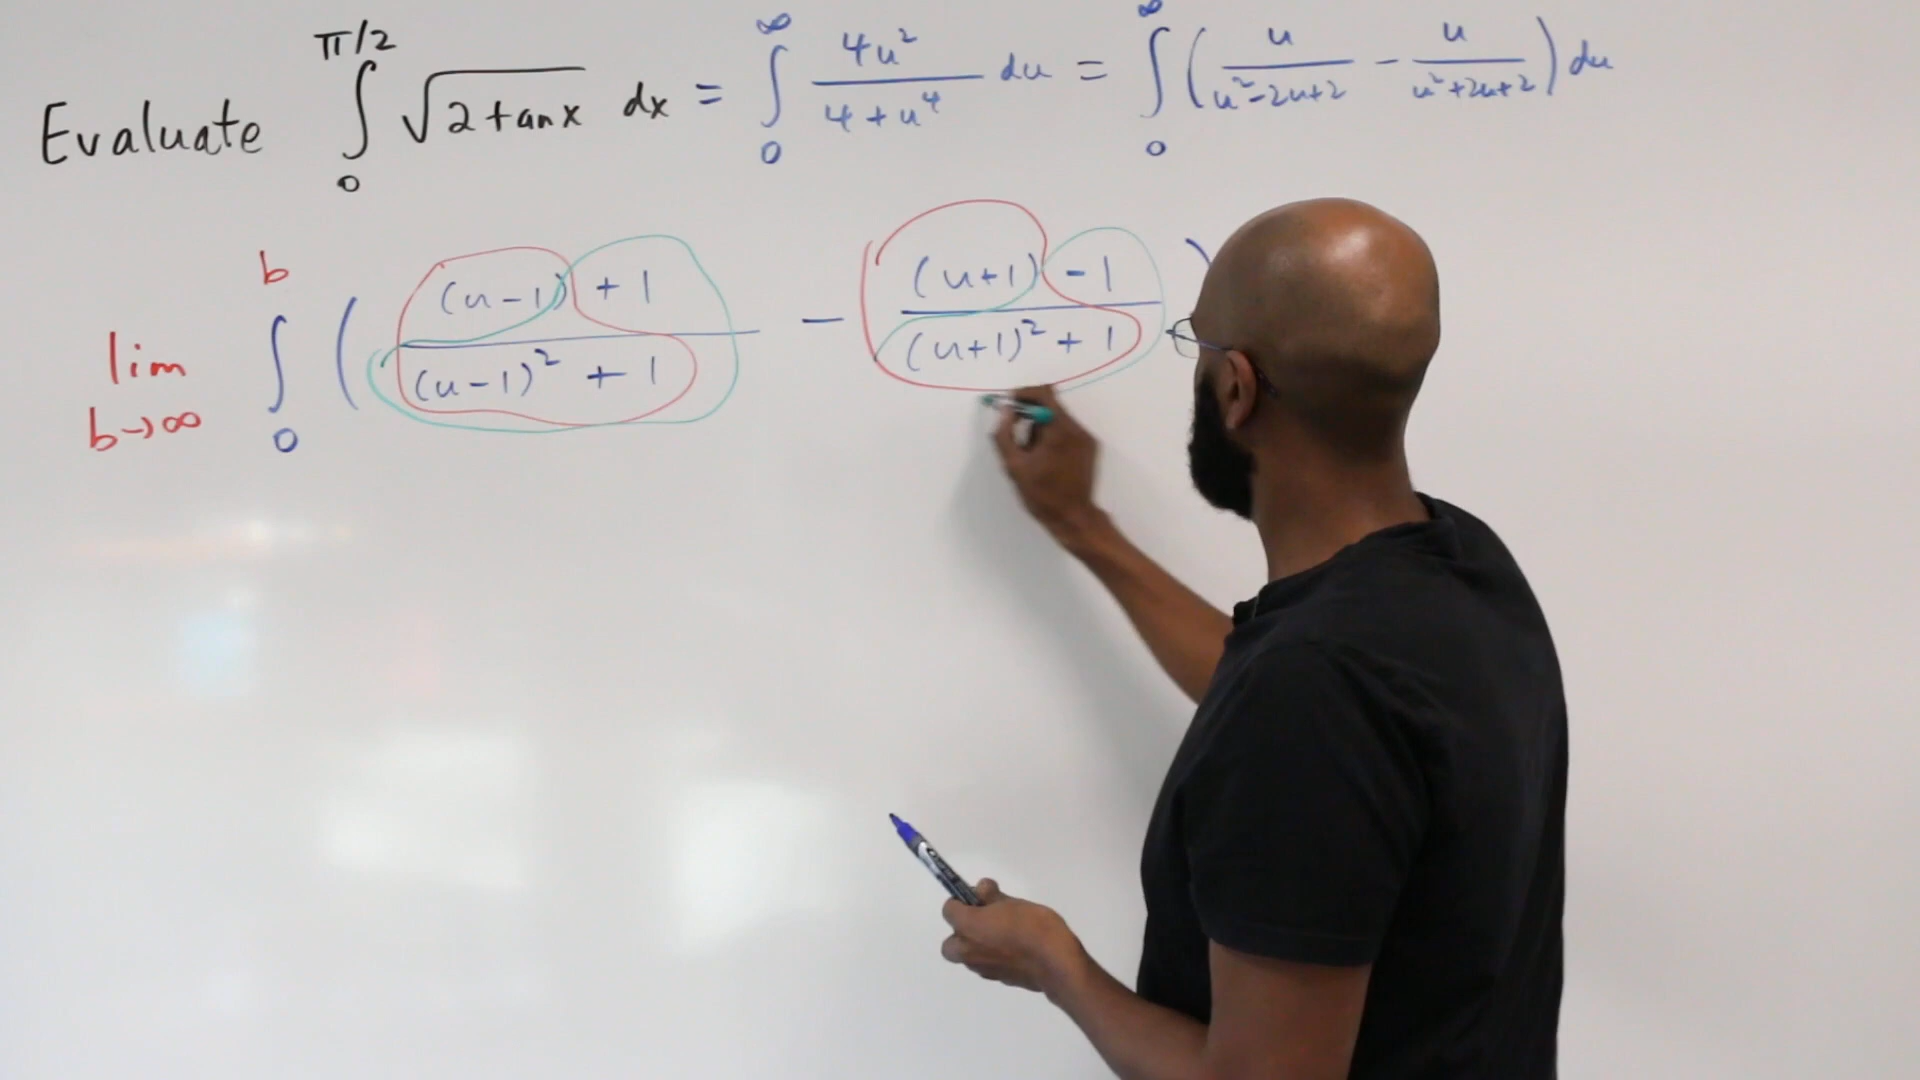 Evaluate ∫₀^{π/2} √(2 tan x) dx = ∫₀^∞ 4u²/(4+u⁴) du = ∫₀^∞ (u/(u²-2u+2) - u/(u²+2u+2)) du
lim_{b→∞} ∫₀^b ( ((u-1)+1)/((u-1)²+1) - ((u+1)-1)/((u+1)²+1) )